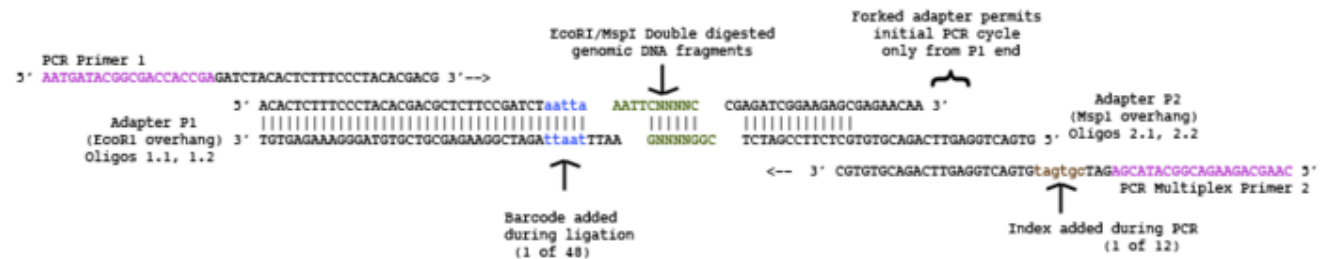 Forked adapter permits
initial PCR cycle
only from P1 end
EcoRI/MspI Double digested
genomic DNA fragments
PCR Primer 1
5' AATGATACGGCGACCACCGAGATCTACACTCTTTCCCTACACGACG 3'-->
5' ACACTCTTTCCCTACACGACGCTCTTCCGATCTaatta AATTCNNNNC CGAGATCGGAAGAGCGAGAACAA 3'
Adapter P1
(EcoR1 overhang)
Oligos 1.1, 1.2
3' TGTGAGAAAGGGATGTGCTGCGAGAAGGCTAGAttaatTTAA GNNNNGGC TCTAGCCTTCTCGTGTGCAGACTTGAGGTCAGTG 5'
Adapter P2
(MspI overhang)
Oligos 2.1, 2.2
<-- 3' CGTGTGCAGACTTGAGGTCAGTGtagtgcTAGAGCATACGGCAGAAGACGAAC 5'
PCR Multiplex Primer 2
Barcode added
during ligation
(1 of 48)
Index added during PCR
(1 of 12)